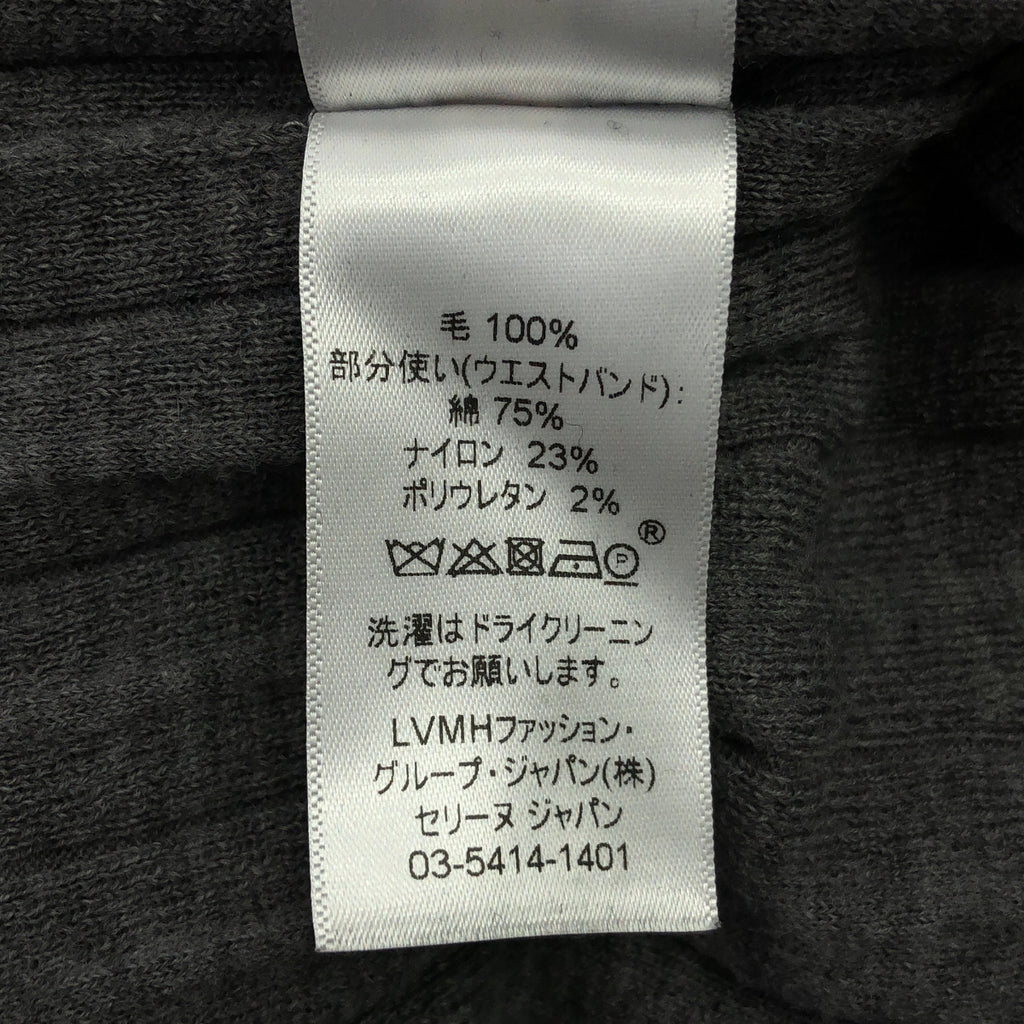 毛 100%
部分使い(ウエストバンド):
綿 75%
ナイロン 23%
ポリウレタン 2%
®
P
洗濯はドライクリーニン
グでお願いします。
LVMHファッション・
グループ・ジャパン(株)
セリーヌ ジャパン
03-5414-1401